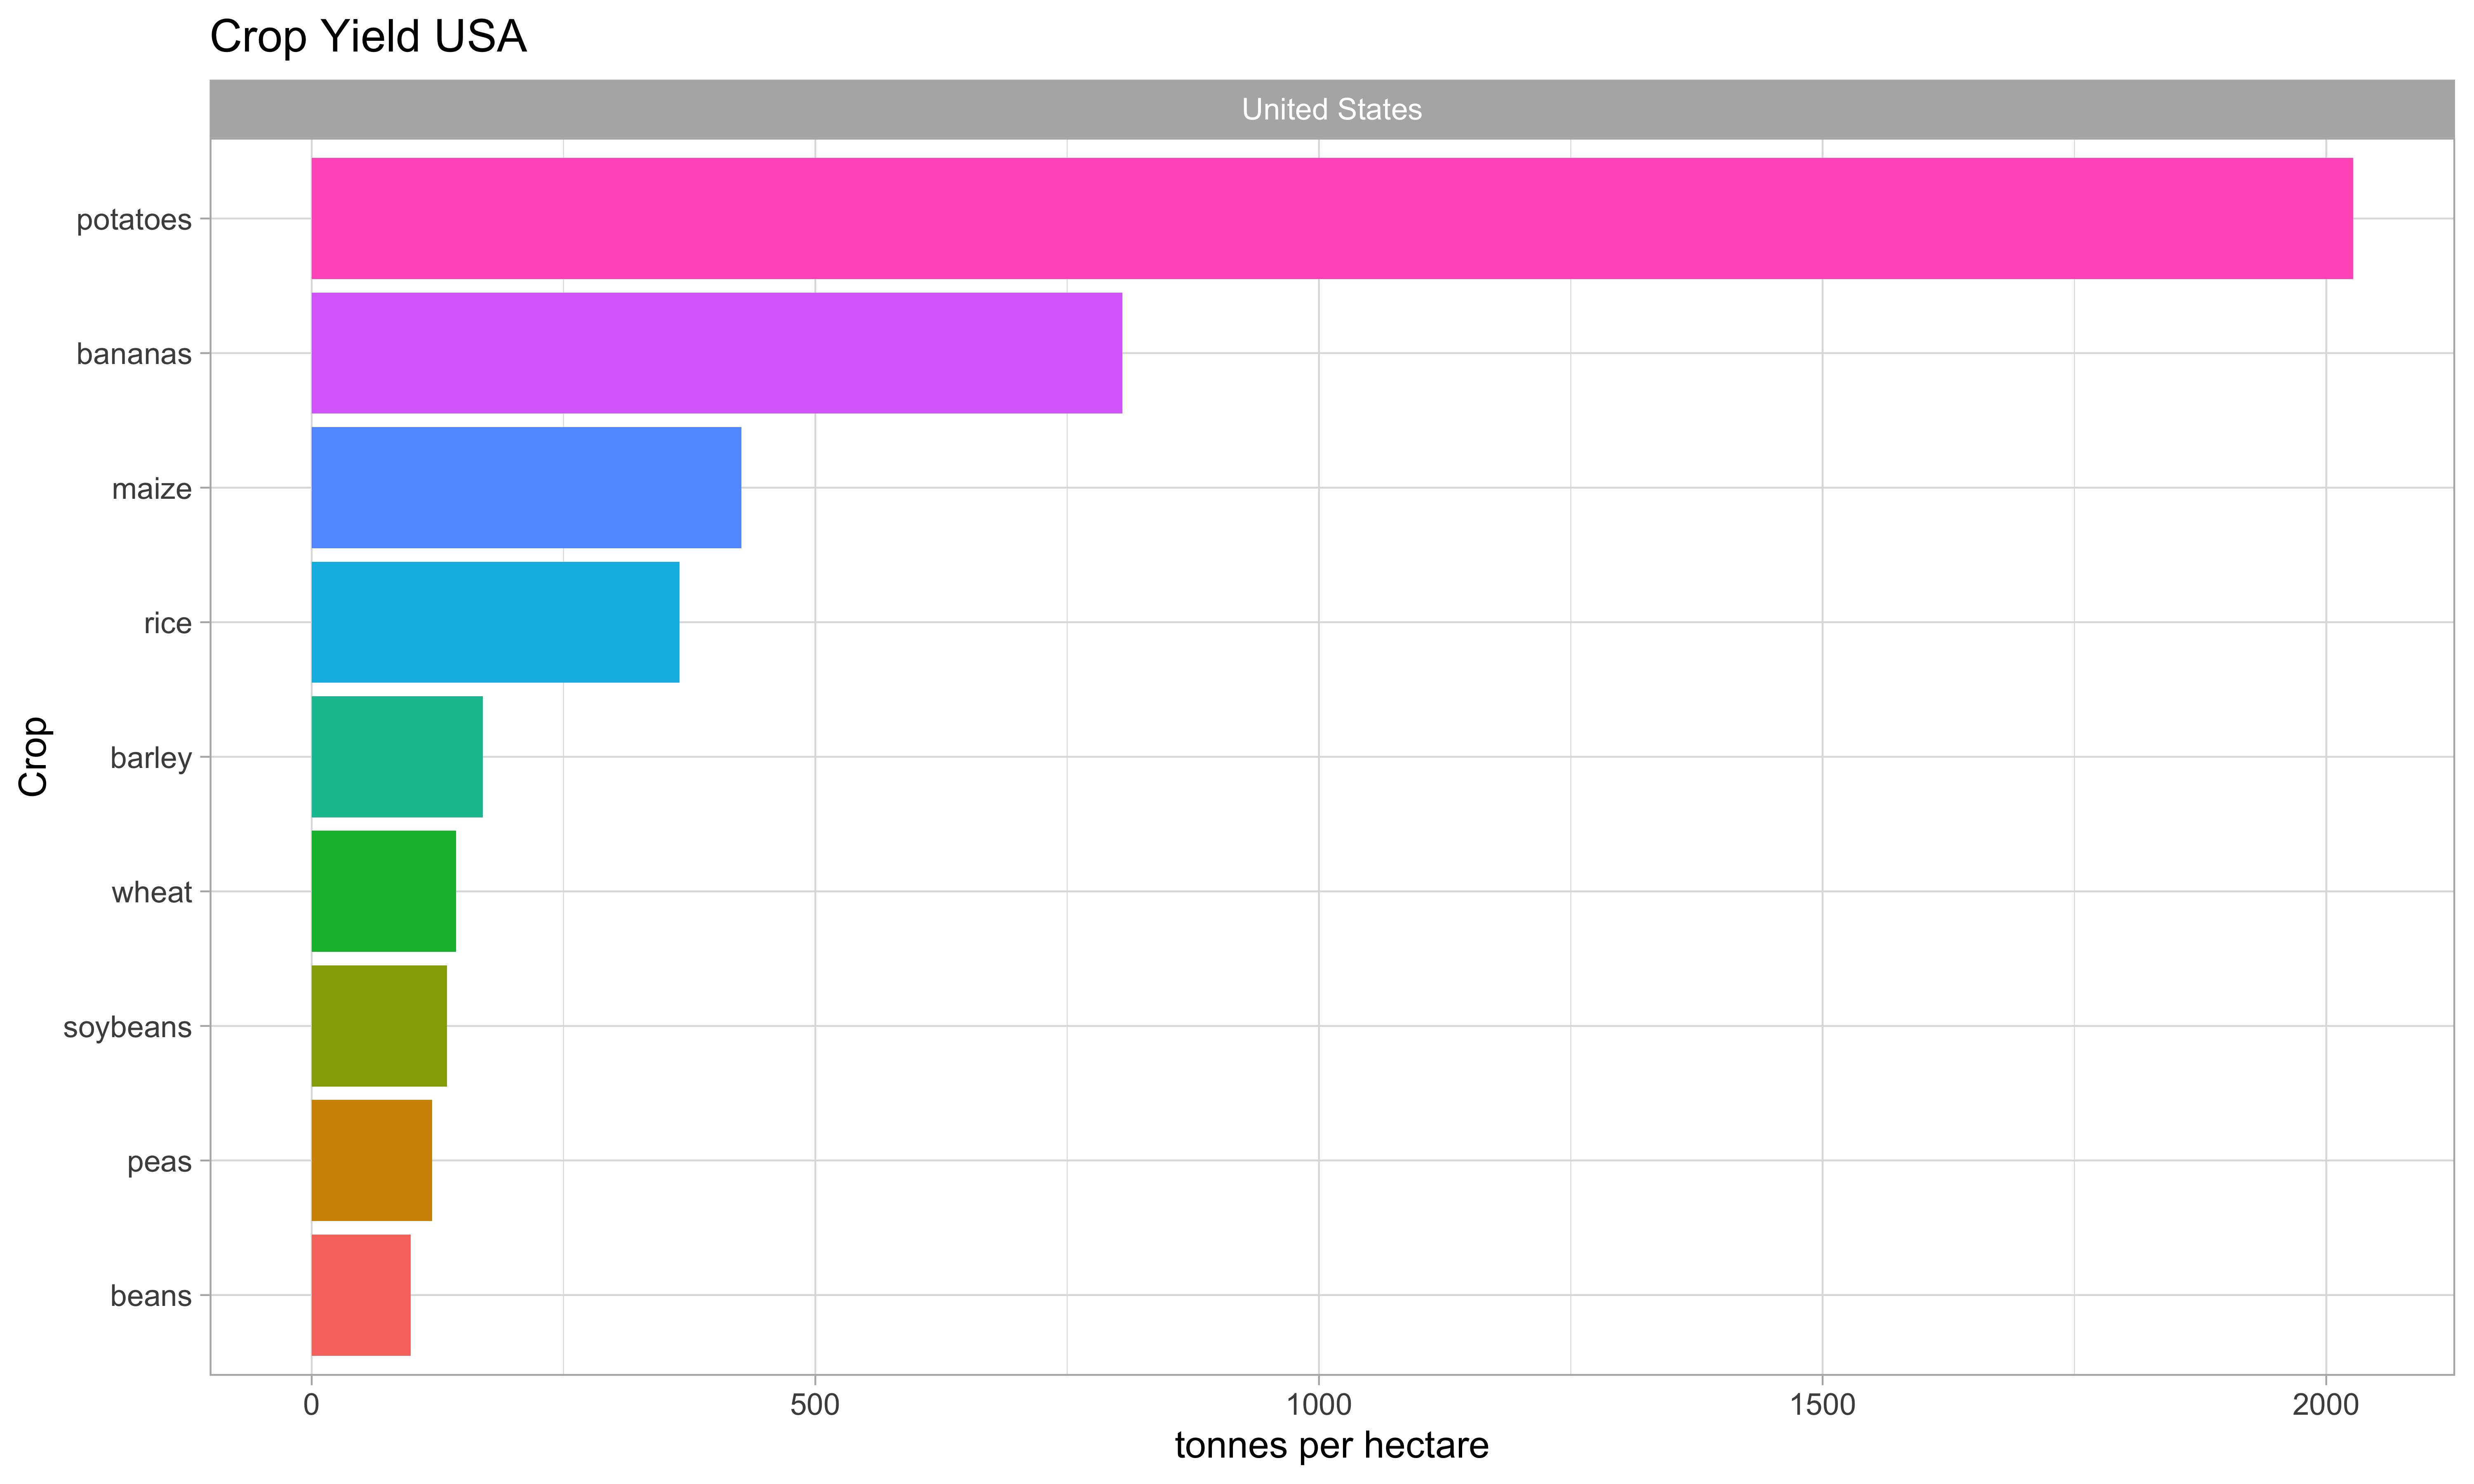 Crop Yield USA
United States
potatoes
bananas
maize
rice
barley
wheat
soybeans
peas
beans
Crop
0 500 1000 1500 2000
tonnes per hectare